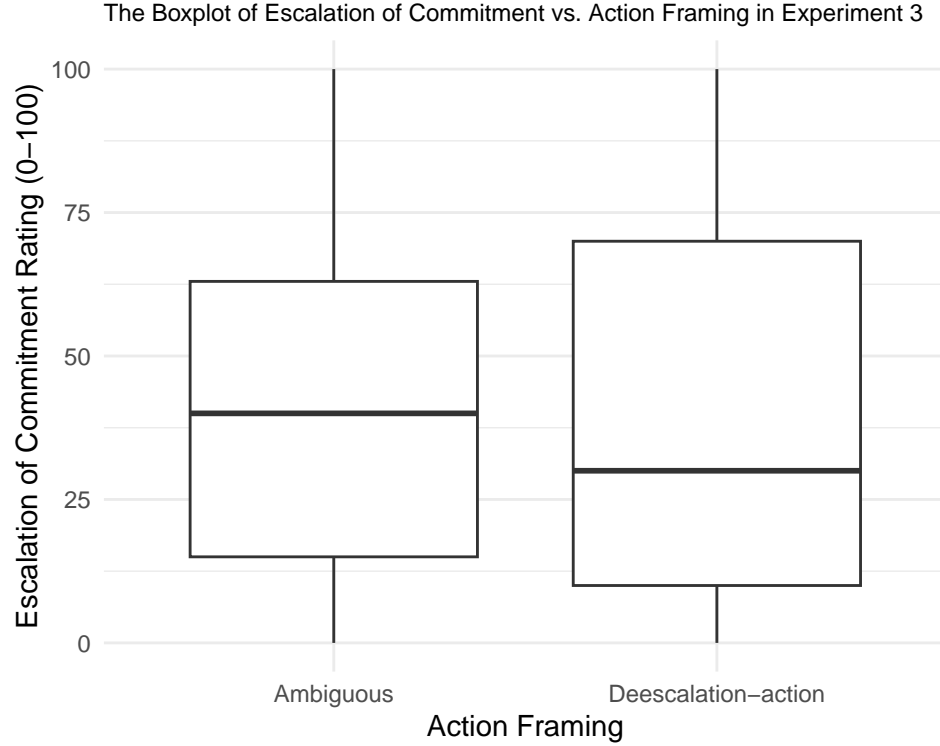 The Boxplot of Escalation of Commitment vs. Action Framing in Experiment 3
Escalation of Commitment Rating (0−100)
100
75
50
25
0
Ambiguous
Deescalation−action
Action Framing